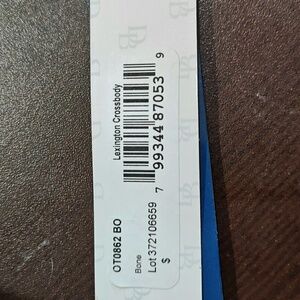 Lexington Crossbody
7 99344 87053 9
OT0862 BO
Bone
Lot 372106659
$